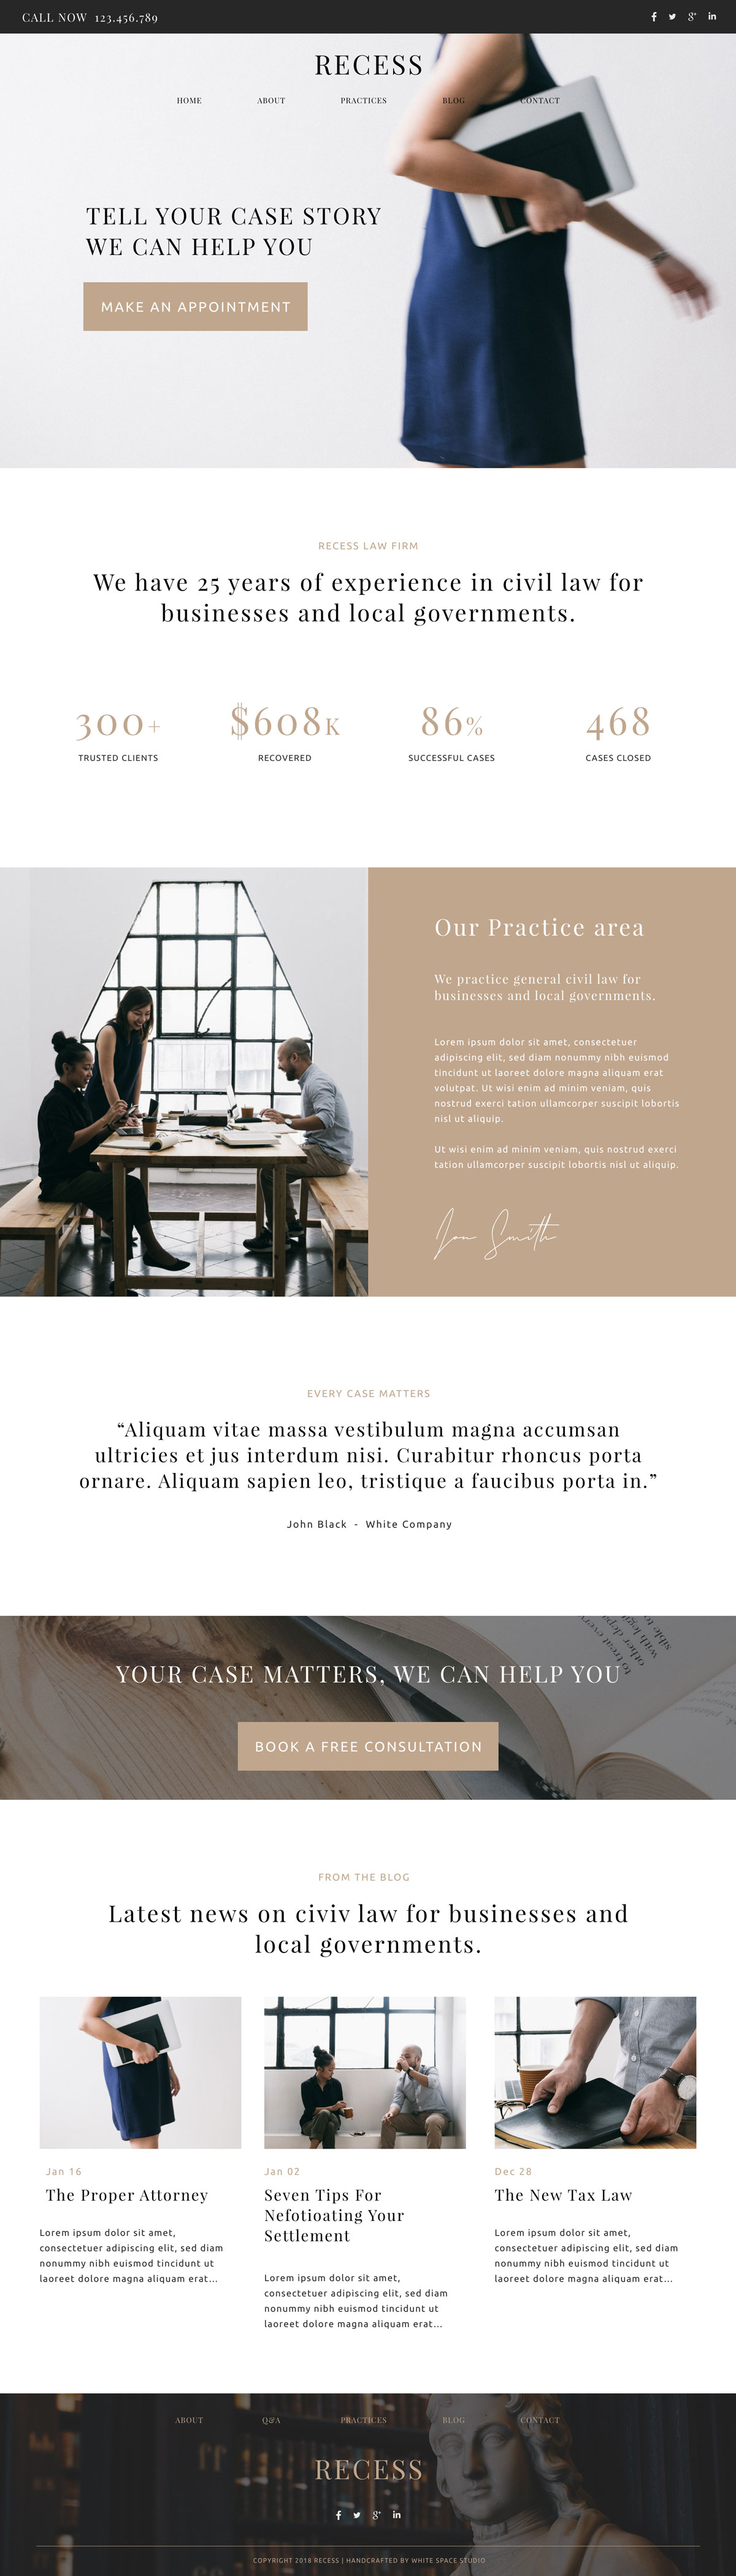 CALL NOW 123.456.789
RECESS
HOME ABOUT PRACTICES BLOG CONTACT
TELL YOUR CASE STORY
WE CAN HELP YOU
MAKE AN APPOINTMENT
RECESS LAW FIRM
We have 25 years of experience in civil law for
businesses and local governments.
300+ $608K 86% 468
TRUSTED CLIENTS RECOVERED SUCCESSFUL CASES CASES CLOSED
Our Practice area
We practice general civil law for
businesses and local governments.
Lorem ipsum dolor sit amet, consectetuer
adipiscing elit, sed diam nonummy nibh euismod
tincidunt ut laoreet dolore magna aliquam erat
volutpat. Ut wisi enim ad minim veniam, quis
nostrud exerci tation ullamcorper suscipit lobortis
nisl ut aliquip.
Ut wisi enim ad minim veniam, quis nostrud exerci
tation ullamcorper suscipit lobortis nisl ut aliquip.
Smith
EVERY CASE MATTERS
“Aliquam vitae massa vestibulum magna accumsan
ultricies et jus interdum nisi. Curabitur rhoncus porta
ornare. Aliquam sapien leo, tristique a faucibus porta in.”
John Black - White Company
YOUR CASE MATTERS, WE CAN HELP YOU
BOOK A FREE CONSULTATION
FROM THE BLOG
Latest news on civiv law for businesses and
local governments.
Jan 16
The Proper Attorney
Lorem ipsum dolor sit amet,
consectetuer adipiscing elit, sed diam
nonummy nibh euismod tincidunt ut
laoreet dolore magna aliquam erat...
Jan 02
Seven Tips For
Nefotioating Your
Settlement
Lorem ipsum dolor sit amet,
consectetuer adipiscing elit, sed diam
nonummy nibh euismod tincidunt ut
laoreet dolore magna aliquam erat...
Dec 28
The New Tax Law
Lorem ipsum dolor sit amet,
consectetuer adipiscing elit, sed diam
nonummy nibh euismod tincidunt ut
laoreet dolore magna aliquam erat...
ABOUT Q&A PRACTICES BLOG CONTACT
RECESS
COPYRIGHT 2018 RECESS | HANDCRAFTED BY WHITE SPACE STUDIO